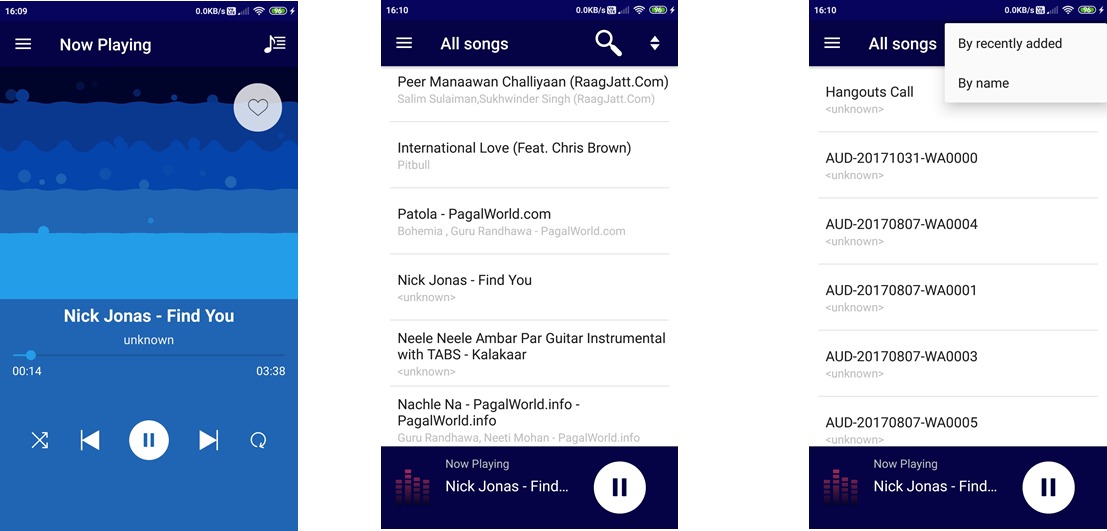 16:09
0.0KB/s
96
Now Playing
Nick Jonas - Find You
unknown
00:14
03:38
16:10
0.0KB/s
96
All songs
Peer Manaawan Challiyaan (RaagJatt.Com)
Salim Sulaiman,Sukhwinder Singh (RaagJatt.Com)
International Love (Feat. Chris Brown)
Pitbull
Patola - PagalWorld.com
Bohemia , Guru Randhawa - PagalWorld.com
Nick Jonas - Find You
<unknown>
Neele Neele Ambar Par Guitar Instrumental
with TABS - Kalakaar
<unknown>
Nachle Na - PagalWorld.info -
PagalWorld.info
Guru Randhawa, Neeti Mohan - PagalWorld.info
Now Playing
Nick Jonas - Find...
16:10
0.0KB/s
96
All songs
By recently added
By name
Hangouts Call
<unknown>
AUD-20171031-WA0000
<unknown>
AUD-20170807-WA0004
<unknown>
AUD-20170807-WA0001
<unknown>
AUD-20170807-WA0003
<unknown>
AUD-20170807-WA0005
<unknown>
Now Playing
Nick Jonas - Find...